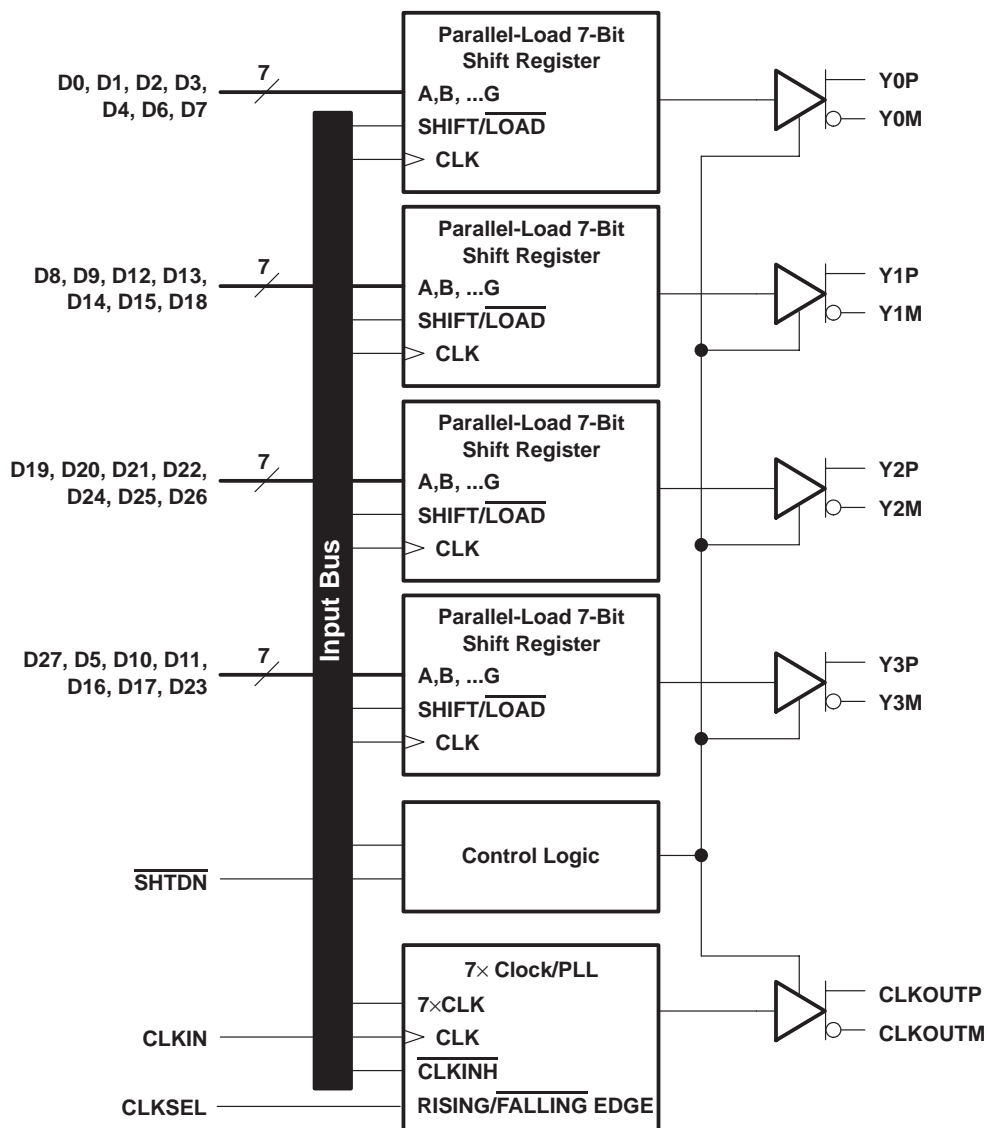 Parallel-Load 7-Bit
Shift Register
D0, D1, D2, D3,
D4, D6, D7
7
A,B, ...G
SHIFT/LOAD
CLK
Y0P
Y0M
Parallel-Load 7-Bit
Shift Register
D8, D9, D12, D13,
D14, D15, D18
7
A,B, ...G
SHIFT/LOAD
CLK
Y1P
Y1M
Parallel-Load 7-Bit
Shift Register
D19, D20, D21, D22,
D24, D25, D26
7
A,B, ...G
SHIFT/LOAD
CLK
Y2P
Y2M
Input Bus
Parallel-Load 7-Bit
Shift Register
D27, D5, D10, D11,
D16, D17, D23
7
A,B, ...G
SHIFT/LOAD
CLK
Y3P
Y3M
Control Logic
SHTDN
7× Clock/PLL
7×CLK
CLKIN
CLK
CLKINH
CLKSEL
RISING/FALLING EDGE
CLKOUTP
CLKOUTM